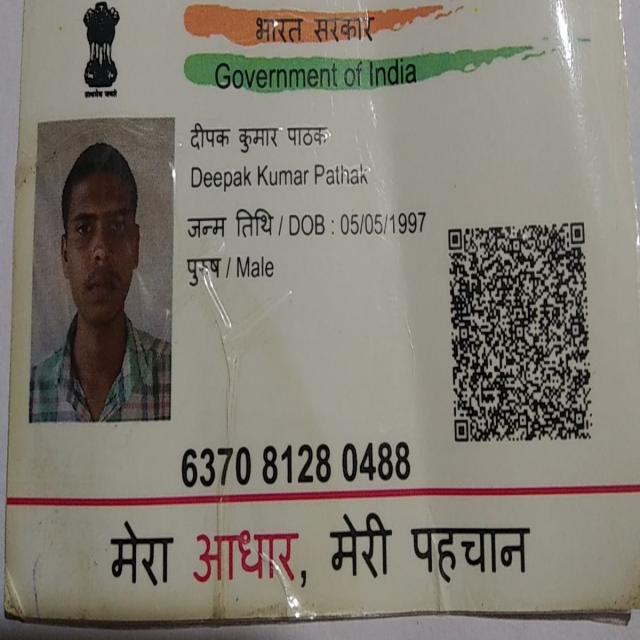 भारत सरकार
Government of India
सत्यमेव जयते
दीपक कुमार पाठक
Deepak Kumar Pathak
जन्म तिथि / DOB : 05/05/1997
पुरुष / Male
6370 8128 0488
मेरा आधार, मेरी पहचान